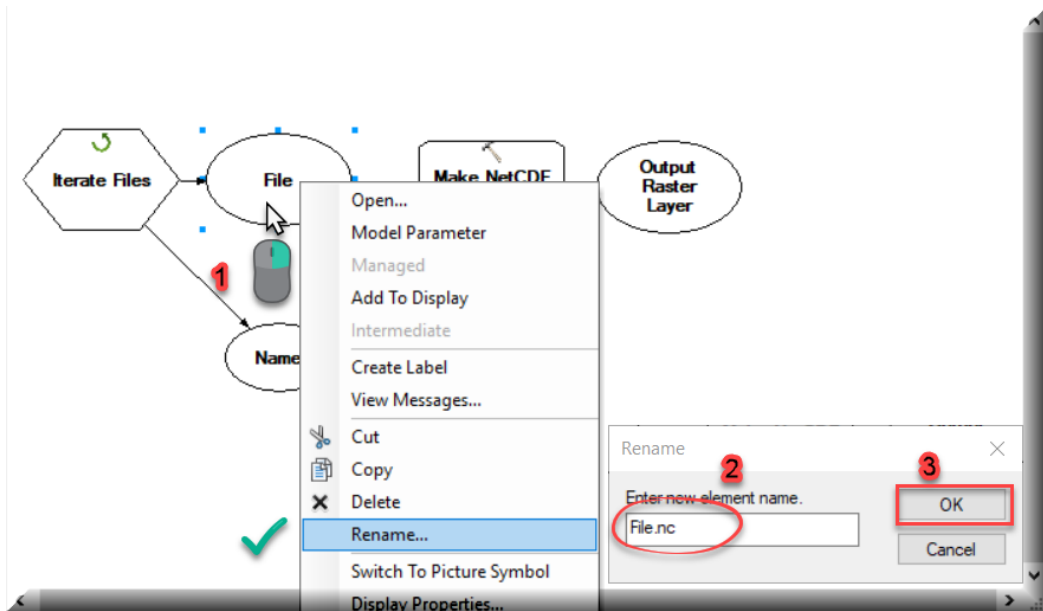 Iterate Files
File
Make NetCDF
Output
Raster
Layer
1
Name
Open...
Model Parameter
Managed
Add To Display
Intermediate
Create Label
View Messages...
Cut
Copy
Delete
Rename...
Switch To Picture Symbol
Display Properties...
Rename
2
3
Enter new element name.
File.nc
OK
Cancel